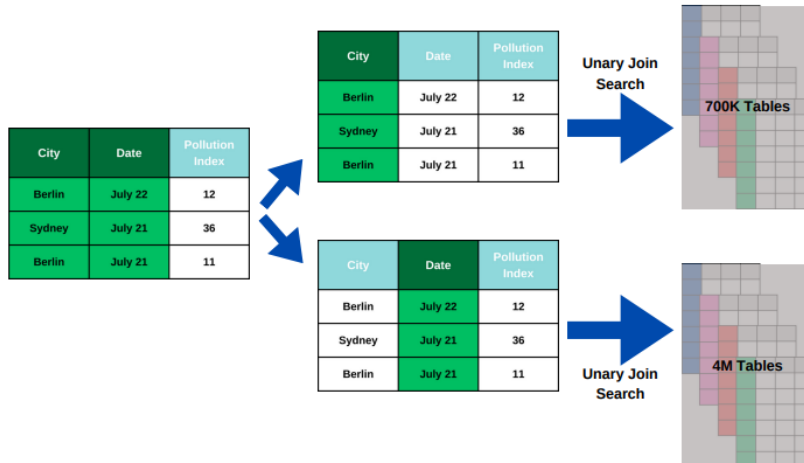 City Date Pollution
Index
Berlin July 22 12
Sydney July 21 36
Berlin July 21 11
City Date Pollution
Index
Berlin July 22 12
Sydney July 21 36
Berlin July 21 11
Unary Join
Search
700K Tables
City Date Pollution
Index
Berlin July 22 12
Sydney July 21 36
Berlin July 21 11
Unary Join
Search
4M Tables